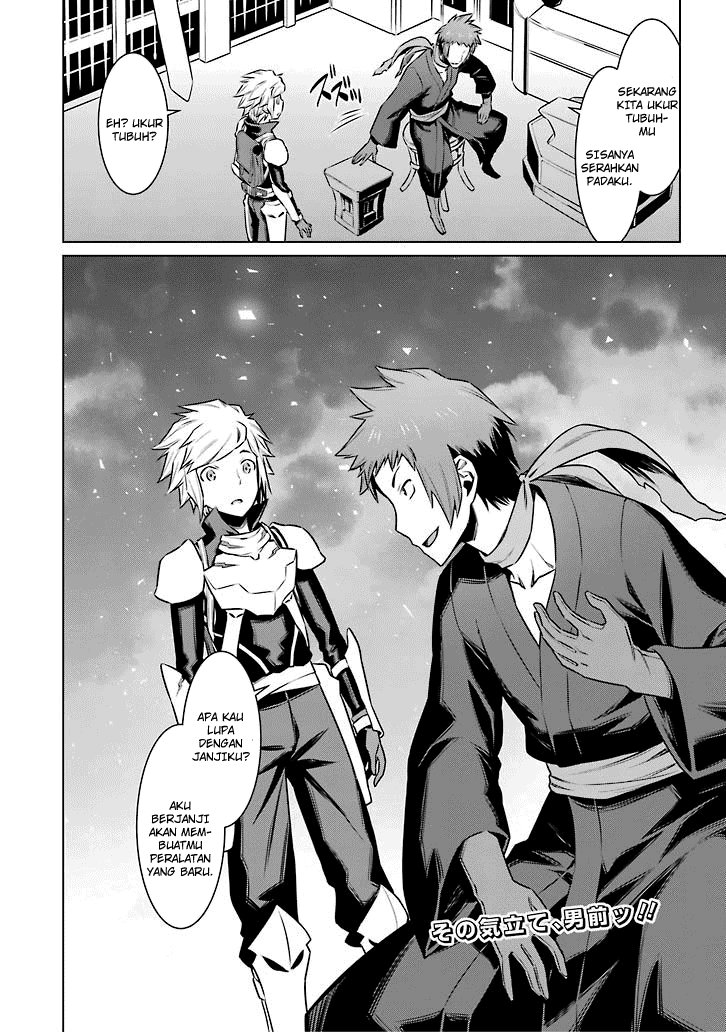 SEKARANG
KITA UKUR
TUBUH-
MU
SISANYA
SERAHKAN
PADAKU.
ズズッ
EH? UKUR
TUBUH?
APA KAU
LUPA
DENGAN
JANJIKU?
AKU
BERJANJI
AKAN MEM-
BUATMU
PERALATAN
YANG BARU.
その気立て、男前ッ!!